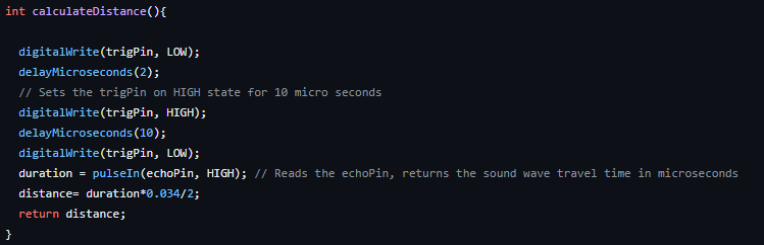 int calculateDistance(){
digitalWrite(trigPin, LOW);
delayMicroseconds(2);
// Sets the trigPin on HIGH state for 10 micro seconds
digitalWrite(trigPin, HIGH);
delayMicroseconds(10);
digitalWrite(trigPin, LOW);
duration = pulseIn(echoPin, HIGH); // Reads the echoPin, returns the sound wave travel time in microseconds
distance= duration*0.034/2;
return distance;
}